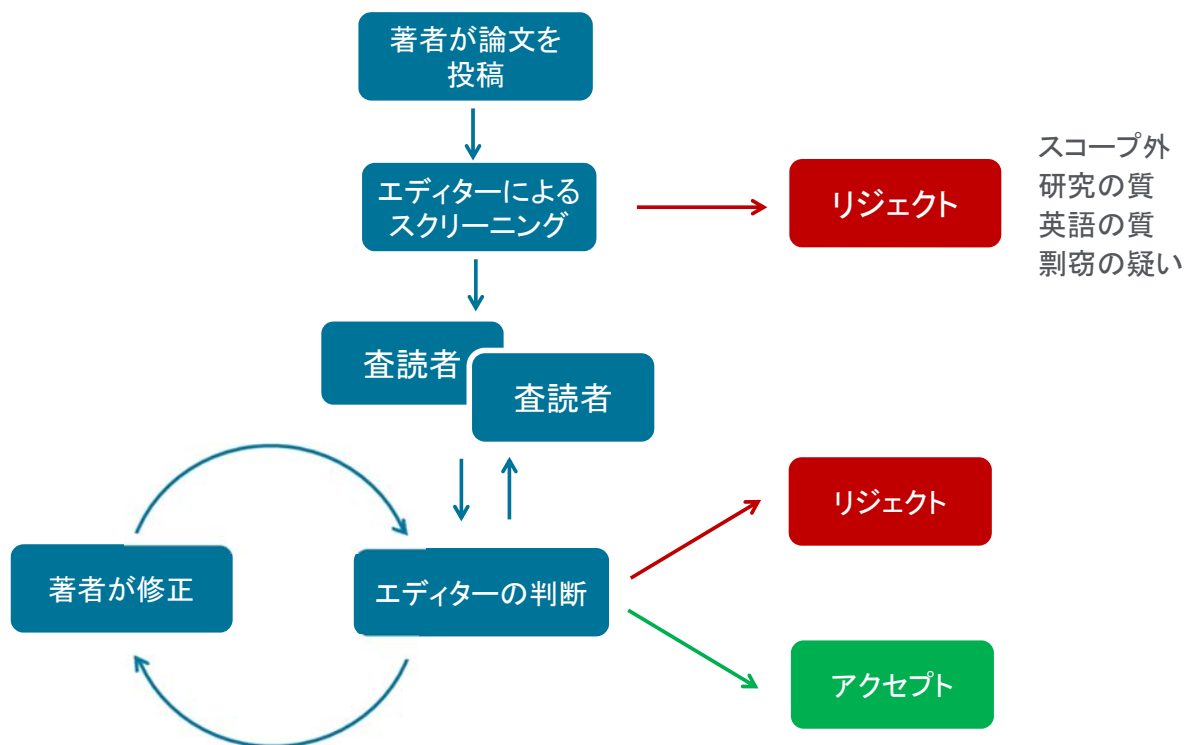 著者が論文を
投稿
エディターによる
スクリーニング
リジェクト
スコープ外
研究の質
英語の質
剽窃の疑い
査読者
査読者
リジェクト
著者が修正
エディターの判断
アクセプト